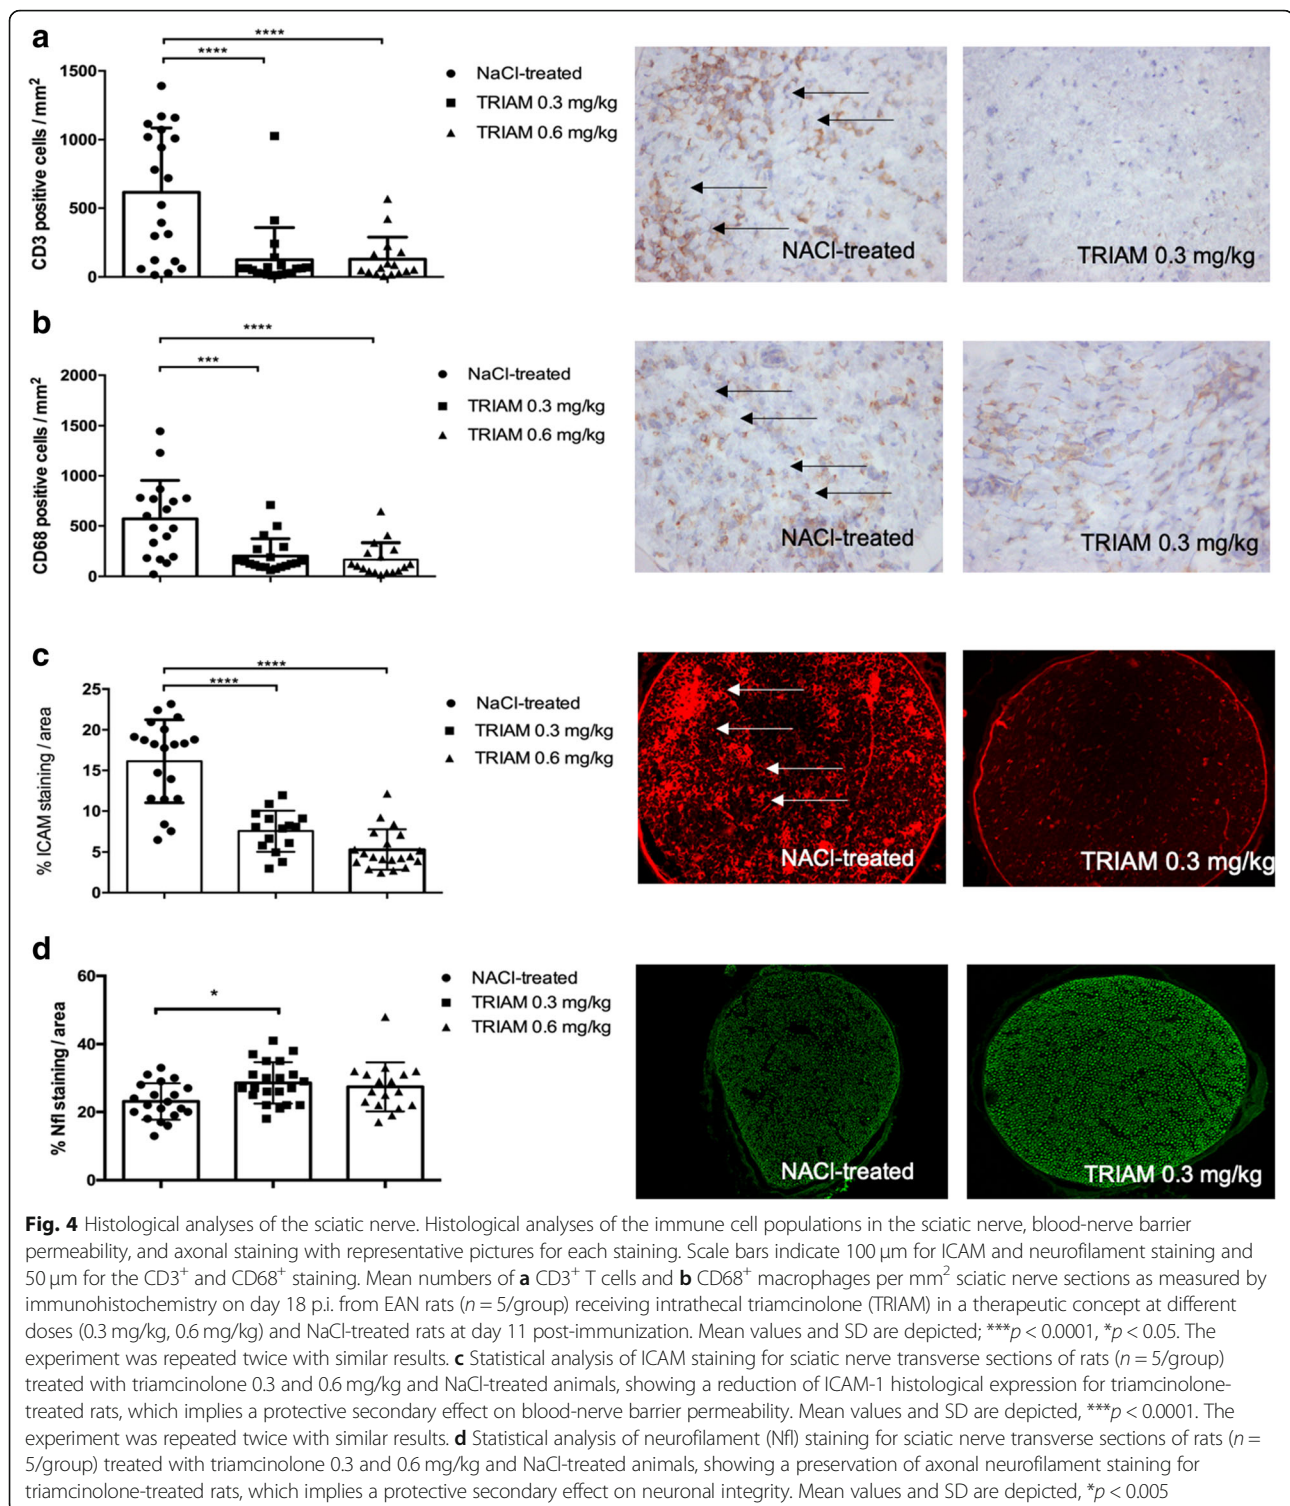 a
****
****
1500
1000
500
0
CD3 positive cells / mm²
NaCl-treated
TRIAM 0.3 mg/kg
TRIAM 0.6 mg/kg
NACl-treated
TRIAM 0.3 mg/kg
b
****
***
2000
1500
1000
500
0
CD68 positive cells / mm²
NaCl-treated
TRIAM 0.3 mg/kg
TRIAM 0.6 mg/kg
NACl-treated
TRIAM 0.3 mg/kg
c
****
****
25
20
15
10
5
0
% ICAM staining / area
NaCl-treated
TRIAM 0.3 mg/kg
TRIAM 0.6 mg/kg
NACl-treated
TRIAM 0.3 mg/kg
d
*
60
40
20
0
% Nfl staining / area
NACl-treated
TRIAM 0.3 mg/kg
TRIAM 0.6 mg/kg
NACl-treated
TRIAM 0.3 mg/kg
Fig. 4 Histological analyses of the sciatic nerve. Histological analyses of the immune cell populations in the sciatic nerve, blood-nerve barrier
permeability, and axonal staining with representative pictures for each staining. Scale bars indicate 100 μm for ICAM and neurofilament staining and
50 μm for the CD3⁺ and CD68⁺ staining. Mean numbers of a CD3⁺ T cells and b CD68⁺ macrophages per mm² sciatic nerve sections as measured by
immunohistochemistry on day 18 p.i. from EAN rats (n = 5/group) receiving intrathecal triamcinolone (TRIAM) in a therapeutic concept at different
doses (0.3 mg/kg, 0.6 mg/kg) and NaCl-treated rats at day 11 post-immunization. Mean values and SD are depicted; ***p < 0.0001, *p < 0.05. The
experiment was repeated twice with similar results. c Statistical analysis of ICAM staining for sciatic nerve transverse sections of rats (n = 5/group)
treated with triamcinolone 0.3 and 0.6 mg/kg and NaCl-treated animals, showing a reduction of ICAM-1 histological expression for triamcinolone-
treated rats, which implies a protective secondary effect on blood-nerve barrier permeability. Mean values and SD are depicted, ***p < 0.0001. The
experiment was repeated twice with similar results. d Statistical analysis of neurofilament (Nfl) staining for sciatic nerve transverse sections of rats (n =
5/group) treated with triamcinolone 0.3 and 0.6 mg/kg and NaCl-treated animals, showing a preservation of axonal neurofilament staining for
triamcinolone-treated rats, which implies a protective secondary effect on neuronal integrity. Mean values and SD are depicted, *p < 0.005